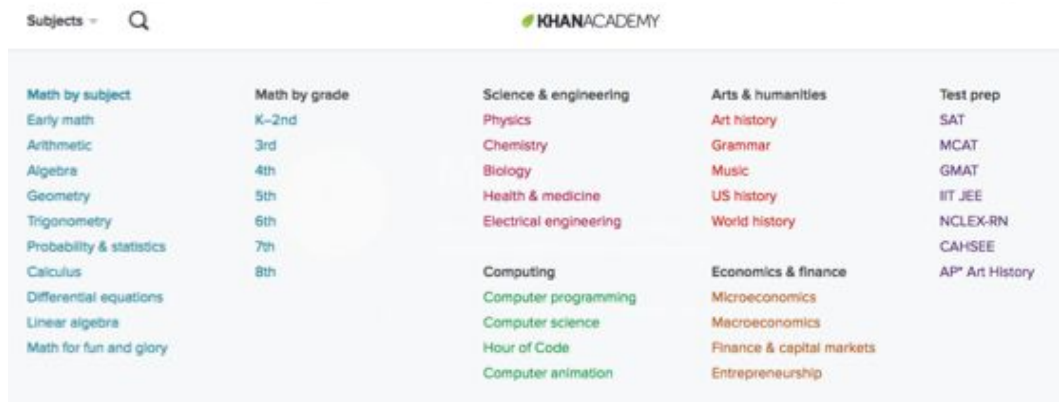 Subjects
KHANACADEMY
Math by subject
Early math
Arithmetic
Algebra
Geometry
Trigonometry
Probability & statistics
Calculus
Differential equations
Linear algebra
Math for fun and glory
Math by grade
K–2nd
3rd
4th
5th
6th
7th
8th
Science & engineering
Physics
Chemistry
Biology
Health & medicine
Electrical engineering
Computing
Computer programming
Computer science
Hour of Code
Computer animation
Arts & humanities
Art history
Grammar
Music
US history
World history
Economics & finance
Microeconomics
Macroeconomics
Finance & capital markets
Entrepreneurship
Test prep
SAT
MCAT
GMAT
IIT JEE
NCLEX-RN
CAHSEE
AP* Art History